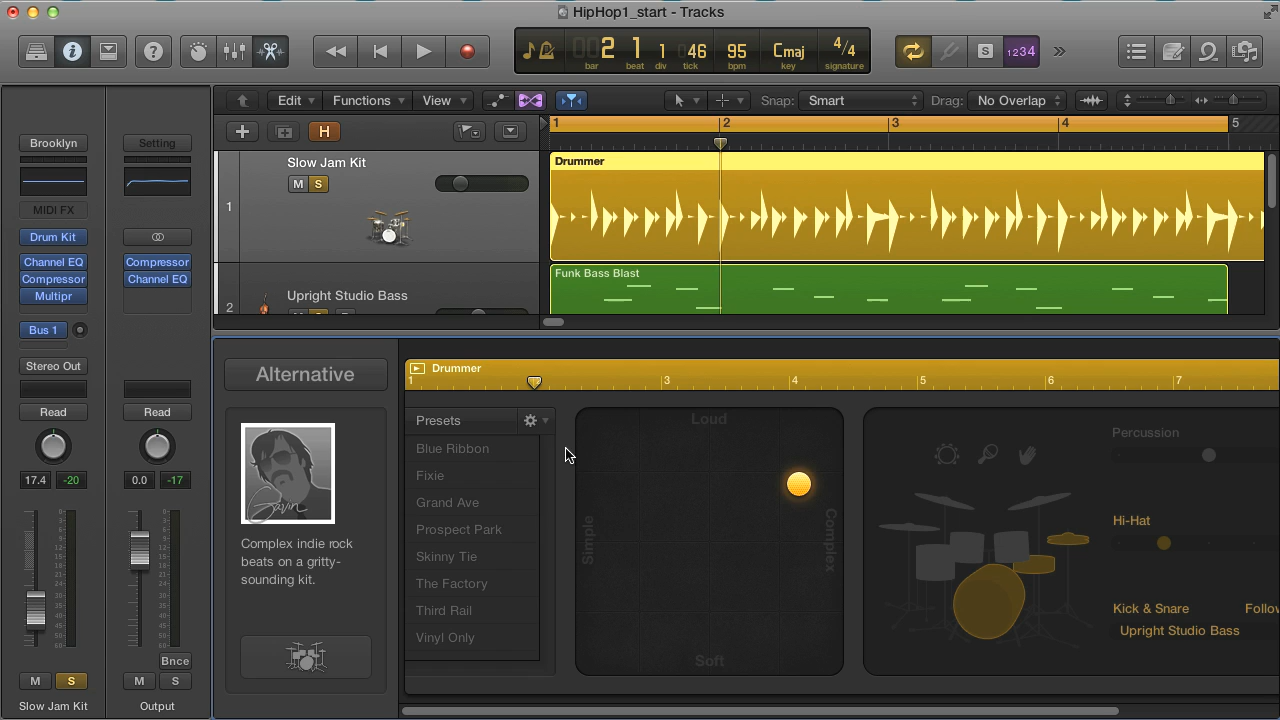 HipHop1_start - Tracks
2 1 1 46 95 Cmaj 4/4
bar beat div tick bpm key signature
S 1234
Edit Functions View Snap: Smart Drag: No Overlap
H 1 2 3 4 5
Brooklyn Setting
Slow Jam Kit Drummer
M S
MIDI FX
1
Drum Kit
Channel EQ Compressor
Compressor Channel EQ
Multipr
Funk Bass Blast
Upright Studio Bass
2
Bus 1
Stereo Out
Read Read
Alternative Drummer
1 3 4 5 6 7
Presets Loud
Percussion
Blue Ribbon
Fixie
17.4 -20 0.0 -17
Grand Ave
Gavin
Prospect Park Simple Complex Hi-Hat
Complex indie rock
beats on a gritty-
sounding kit.
Skinny Tie
The Factory
Third Rail Kick & Snare Follow
Vinyl Only Upright Studio Bass
Soft
Bnce
M S M S
Slow Jam Kit Output